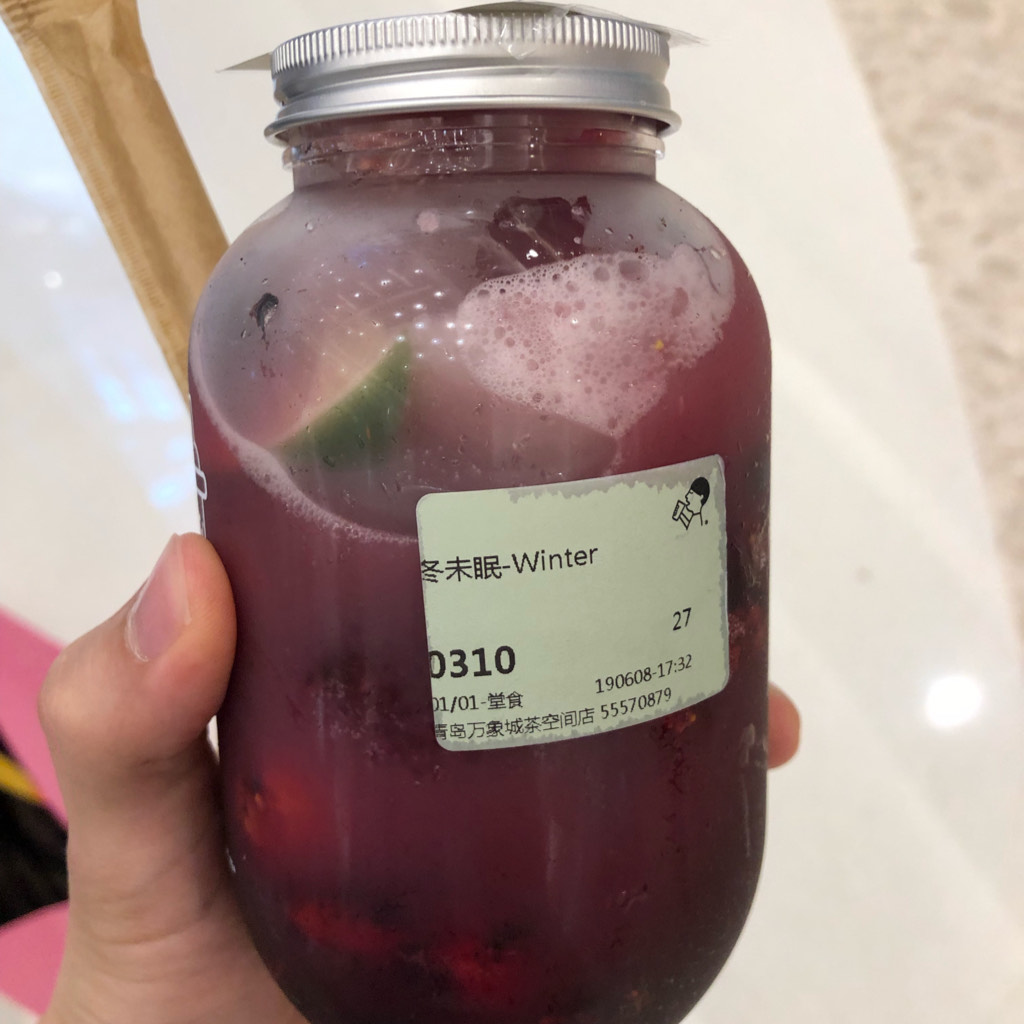 冬未眠-Winter
27
0310
01/01-堂食
190608-17:32
青岛万象城茶空间店 55570879